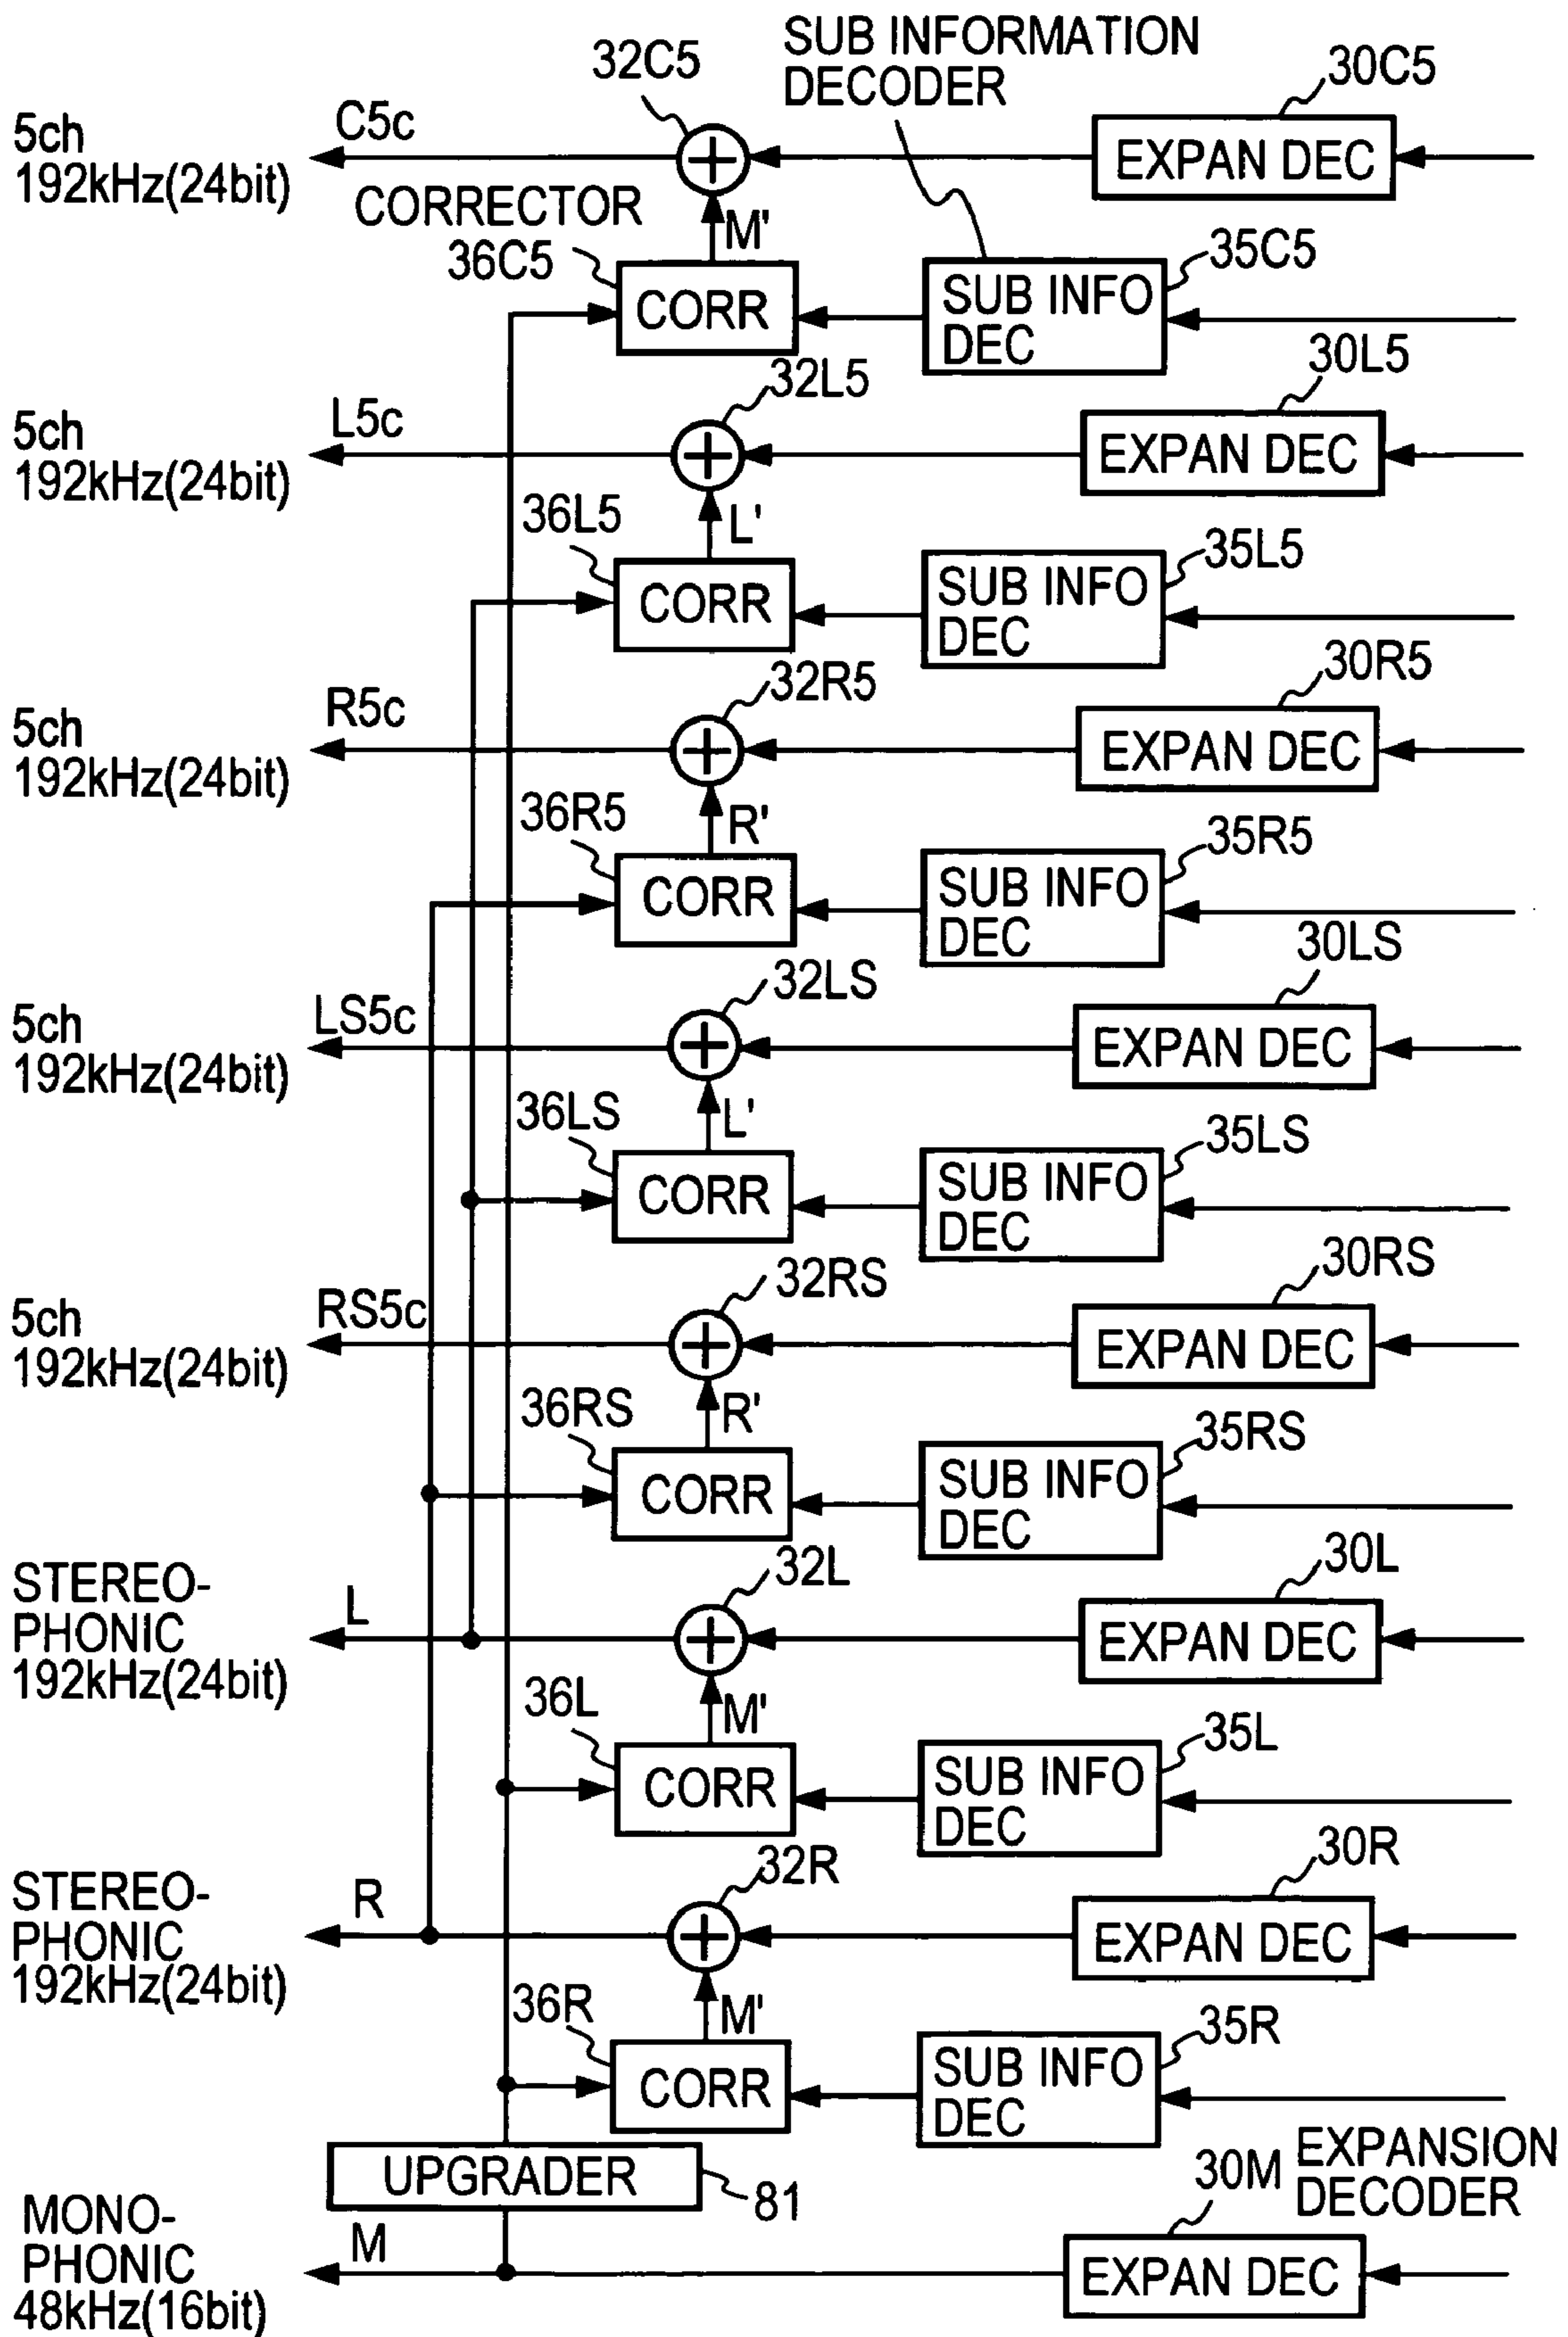 SUB INFORMATION
DECODER
32C5
30C5
C5c
5ch
192kHz(24bit)
EXPAN DEC
CORRECTOR
36C5
M'
35C5
CORR
SUB INFO
DEC
32L5
30L5
L5c
5ch
192kHz(24bit)
EXPAN DEC
36L5
L'
35L5
CORR
SUB INFO
DEC
32R5
30R5
R5c
5ch
192kHz(24bit)
EXPAN DEC
36R5
R'
35R5
CORR
SUB INFO
DEC
32LS
30LS
LS5c
5ch
192kHz(24bit)
EXPAN DEC
36LS
L'
35LS
CORR
SUB INFO
DEC
32RS
30RS
RS5c
5ch
192kHz(24bit)
EXPAN DEC
36RS
R'
35RS
CORR
SUB INFO
DEC
32L
30L
L
STEREO-
PHONIC
192kHz(24bit)
EXPAN DEC
36L
M'
35L
CORR
SUB INFO
DEC
32R
30R
R
STEREO-
PHONIC
192kHz(24bit)
EXPAN DEC
36R
M'
35R
CORR
SUB INFO
DEC
UPGRADER
81
30M
EXPANSION
DECODER
M
MONO-
PHONIC
48kHz(16bit)
EXPAN DEC